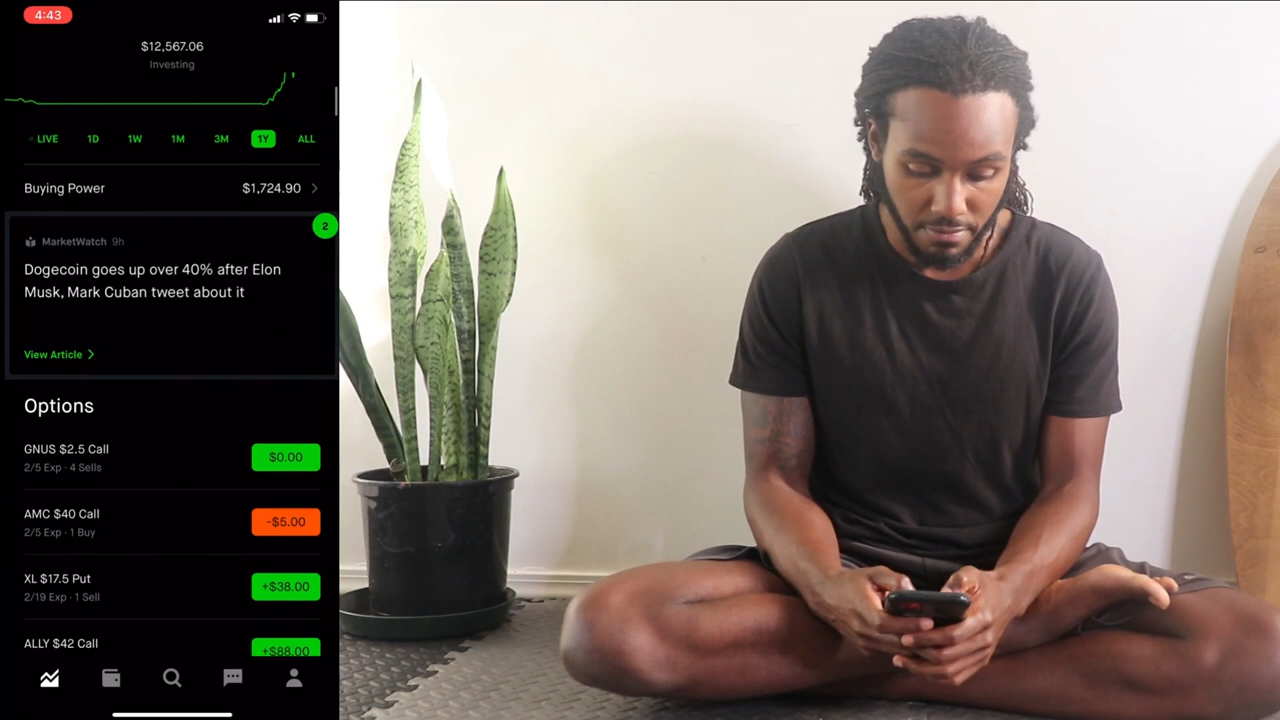 4:43
$12,567.06
Investing
LIVE 1D 1W 1M 3M 1Y ALL
Buying Power $1,724.90
2
MarketWatch 9h
Dogecoin goes up over 40% after Elon
Musk, Mark Cuban tweet about it
View Article
Options
GNUS $2.5 Call
2/5 Exp · 4 Sells
$0.00
AMC $40 Call
2/5 Exp · 1 Buy
-$5.00
XL $17.5 Put
2/19 Exp · 1 Sell
+$38.00
ALLY $42 Call
+$88.00